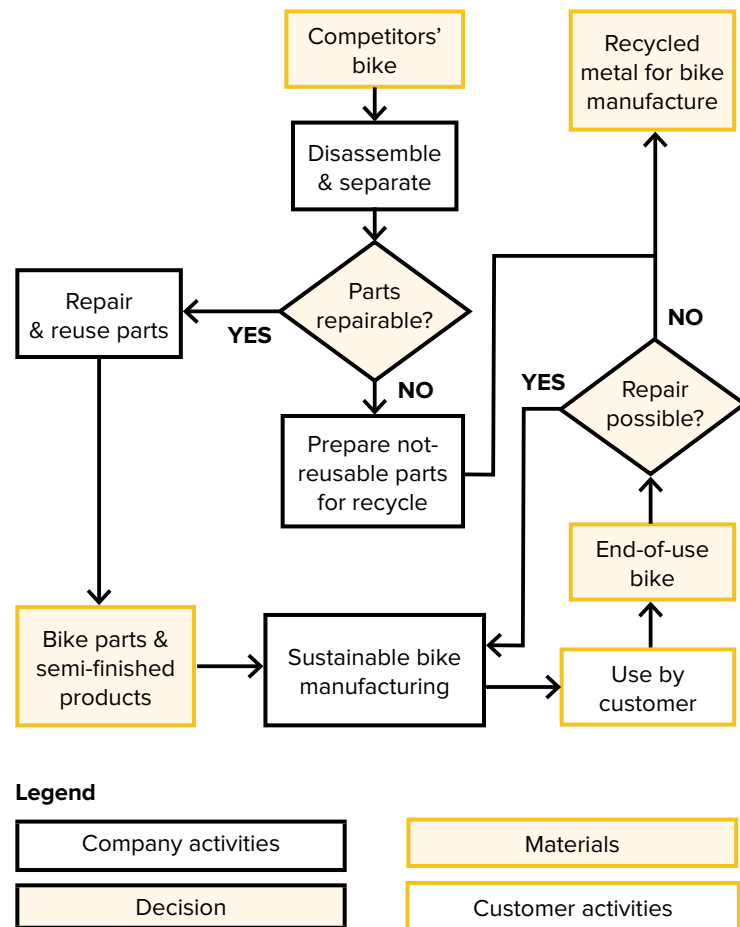 Competitors’
bike
Recycled
metal for bike
manufacture
Disassemble
& separate
Repair
& reuse parts
YES
Parts
repairable?
NO
Prepare not-
reusable parts
for recycle
NO
YES
Repair
possible?
End-of-use
bike
Bike parts &
semi-finished
products
Sustainable bike
manufacturing
Use by
customer
Legend
Company activities
Materials
Decision
Customer activities